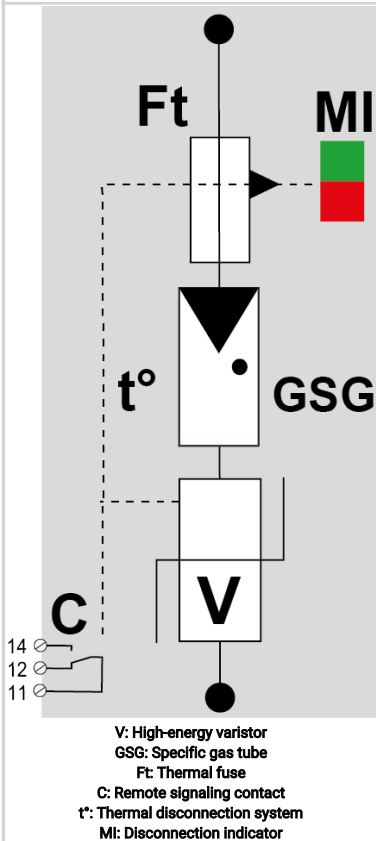 Ft
MI
t°
GSG
V
C
14
12
11
V: High-energy varistor
GSG: Specific gas tube
Ft: Thermal fuse
C: Remote signaling contact
t°: Thermal disconnection system
MI: Disconnection indicator